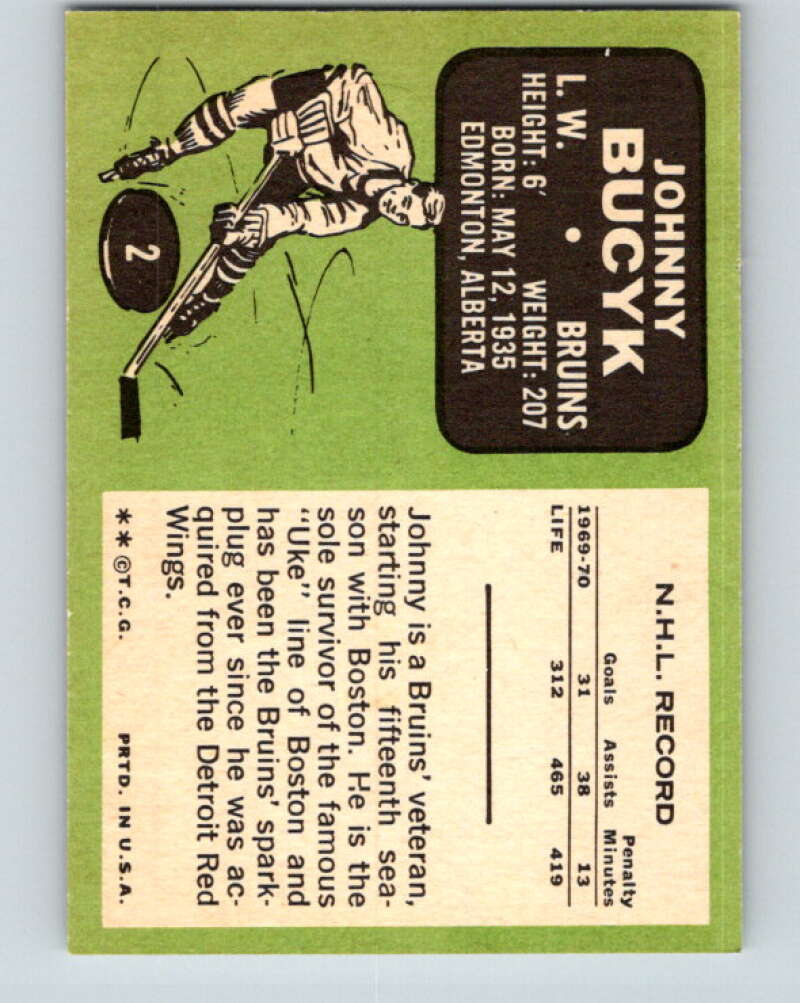 JOHNNY
BUCYK
L. W. • BRUINS
HEIGHT: 6′ WEIGHT: 207
BORN: MAY 12, 1935
EDMONTON, ALBERTA
2
N.H.L. RECORD
Penalty
Goals Assists Minutes
1969-70 31 38 13
LIFE 312 465 419
Johnny is a Bruins' veteran,
starting his fifteenth sea-
son with Boston. He is the
sole survivor of the famous
"Uke" line of Boston and
has been the Bruins' spark-
plug ever since he was ac-
quired from the Detroit Red
Wings.
**©T.C.G. PRTD. IN U.S.A.